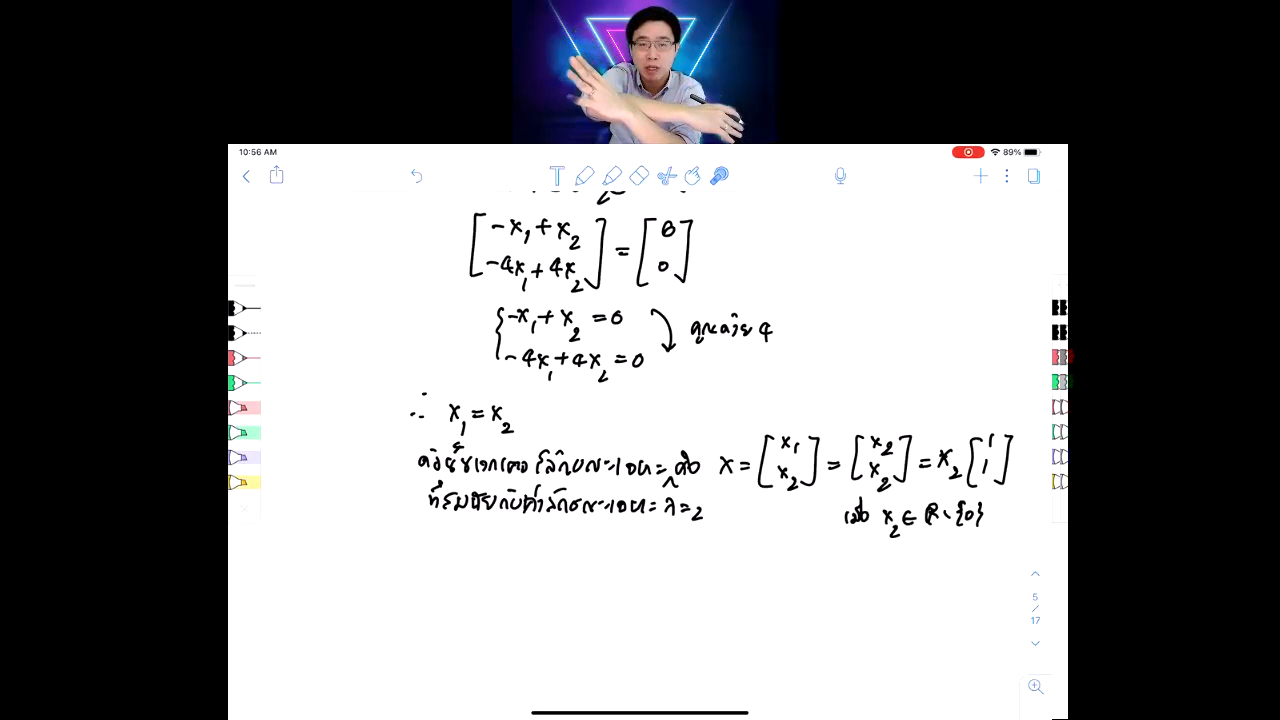 10:56 AM
89%
[-x₁ + x₂
-4x₁ + 4x₂] = [0
0]
{-x₁ + x₂ = 0
-4x₁ + 4x₂ = 0
คูณด้วย 4
∴ x₁ = x₂
ดังนั้นเวกเตอร์ลักษณะเฉพาะ คือ x = [x₁ x₂] = [x₂ x₂] = x₂ [1 1]
ที่สมนัยกับค่าลักษณะเฉพาะ λ = 2
เมื่อ x₂ ∈ R \ {0}
5
/
17